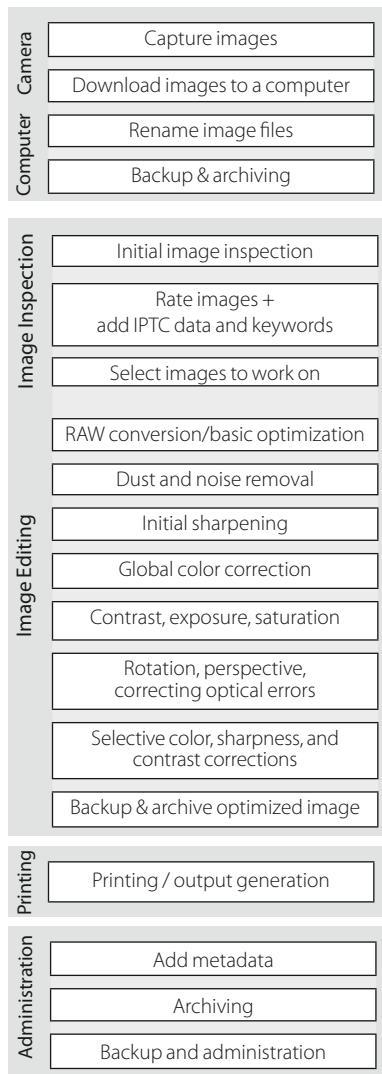 Camera
Capture images
Download images to a computer
Computer
Rename image files
Backup & archiving
Image Inspection
Initial image inspection
Rate images +
add IPTC data and keywords
Select images to work on
Image Editing
RAW conversion/basic optimization
Dust and noise removal
Initial sharpening
Global color correction
Contrast, exposure, saturation
Rotation, perspective,
correcting optical errors
Selective color, sharpness, and
contrast corrections
Backup & archive optimized image
Printing
Printing / output generation
Administration
Add metadata
Archiving
Backup and administration